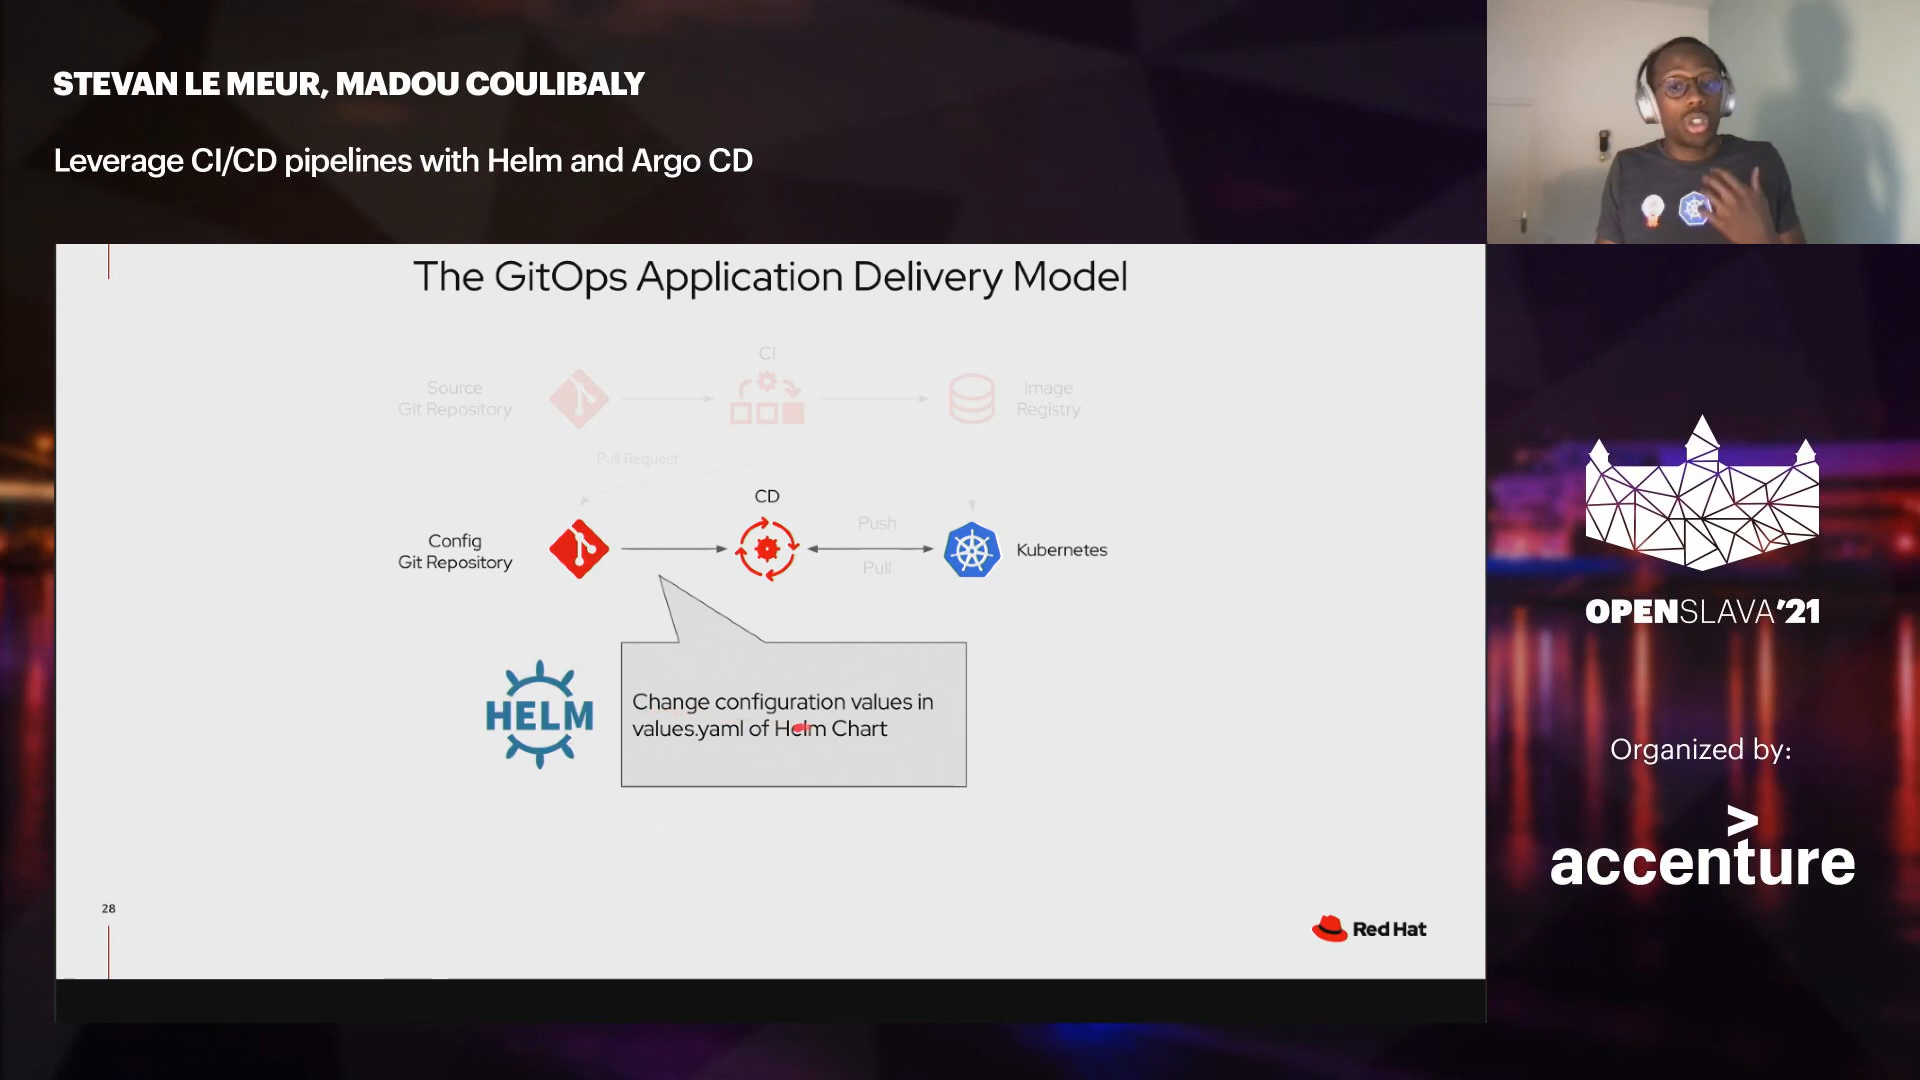 STEVAN LE MEUR, MADOU COULIBALY
Leverage CI/CD pipelines with Helm and Argo CD
The GitOps Application Delivery Model
CI
Source
Git Repository
Image
Registry
Pull Request
CD
Config
Git Repository
Push
Pull
Kubernetes
HELM
Change configuration values in
values.yaml of Helm Chart
28
Red Hat
OPENSLAVA'21
Organized by:
>
accenture